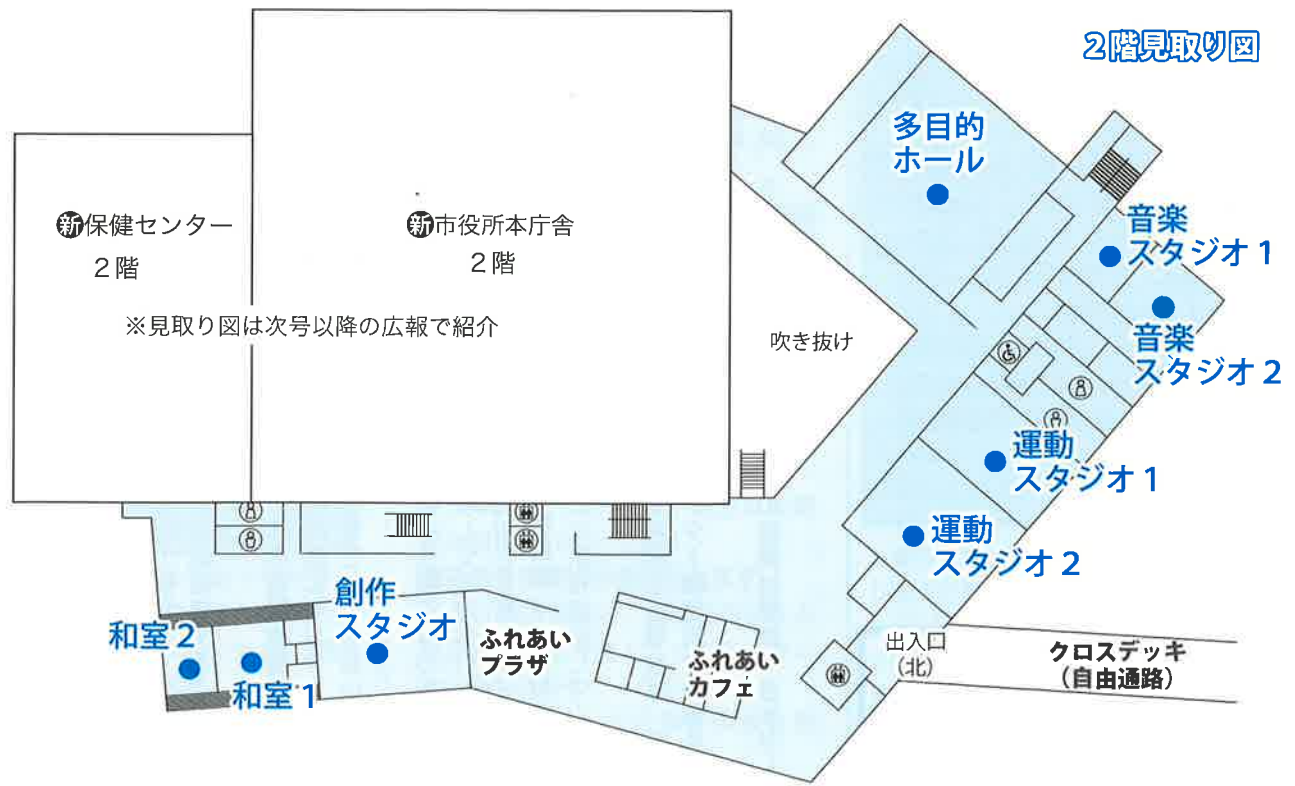 2階見取り図
多目的
ホール
音楽
スタジオ1
音楽
スタジオ2
新保健センター
2階
新市役所本庁舎
2階
※見取り図は次号以降の広報で紹介
吹き抜け
運動
スタジオ1
運動
スタジオ2
創作
スタジオ
和室2
和室1
ふれあい
プラザ
ふれあい
カフェ
出入口
(北)
クロスデッキ
(自由通路)